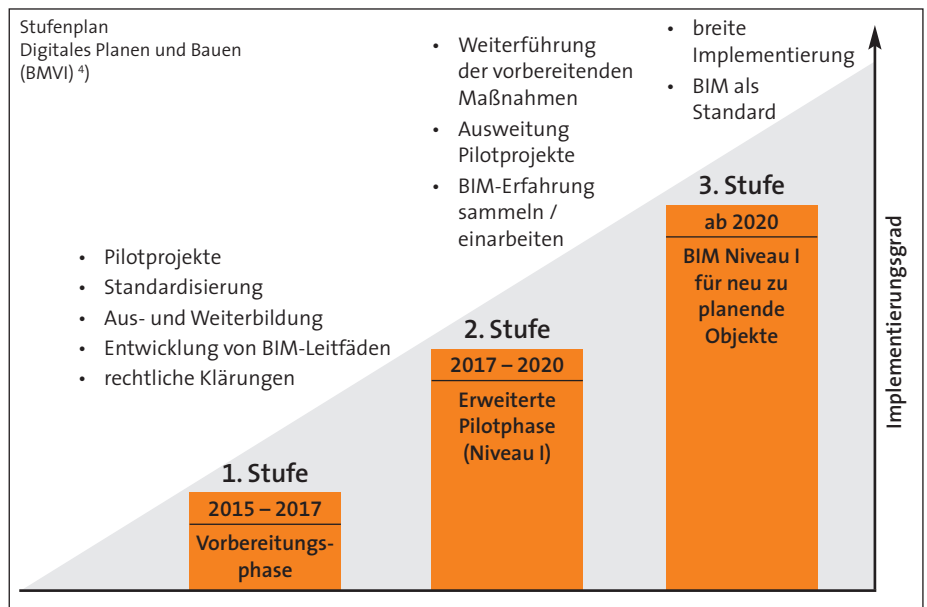 Stufenplan
Digitales Planen und Bauen
(BMVI) ⁴)
• Pilotprojekte
• Standardisierung
• Aus- und Weiterbildung
• Entwicklung von BIM-Leitfäden
• rechtliche Klärungen
1. Stufe
2015 – 2017
Vorbereitungs-
phase
• Weiterführung
der vorbereitenden
Maßnahmen
• Ausweitung
Pilotprojekte
• BIM-Erfahrung
sammeln /
einarbeiten
2. Stufe
2017 – 2020
Erweiterte
Pilotphase
(Niveau I)
• breite
Implementierung
• BIM als
Standard
3. Stufe
ab 2020
BIM Niveau I
für neu zu
planende
Objekte
Implementierungsgrad